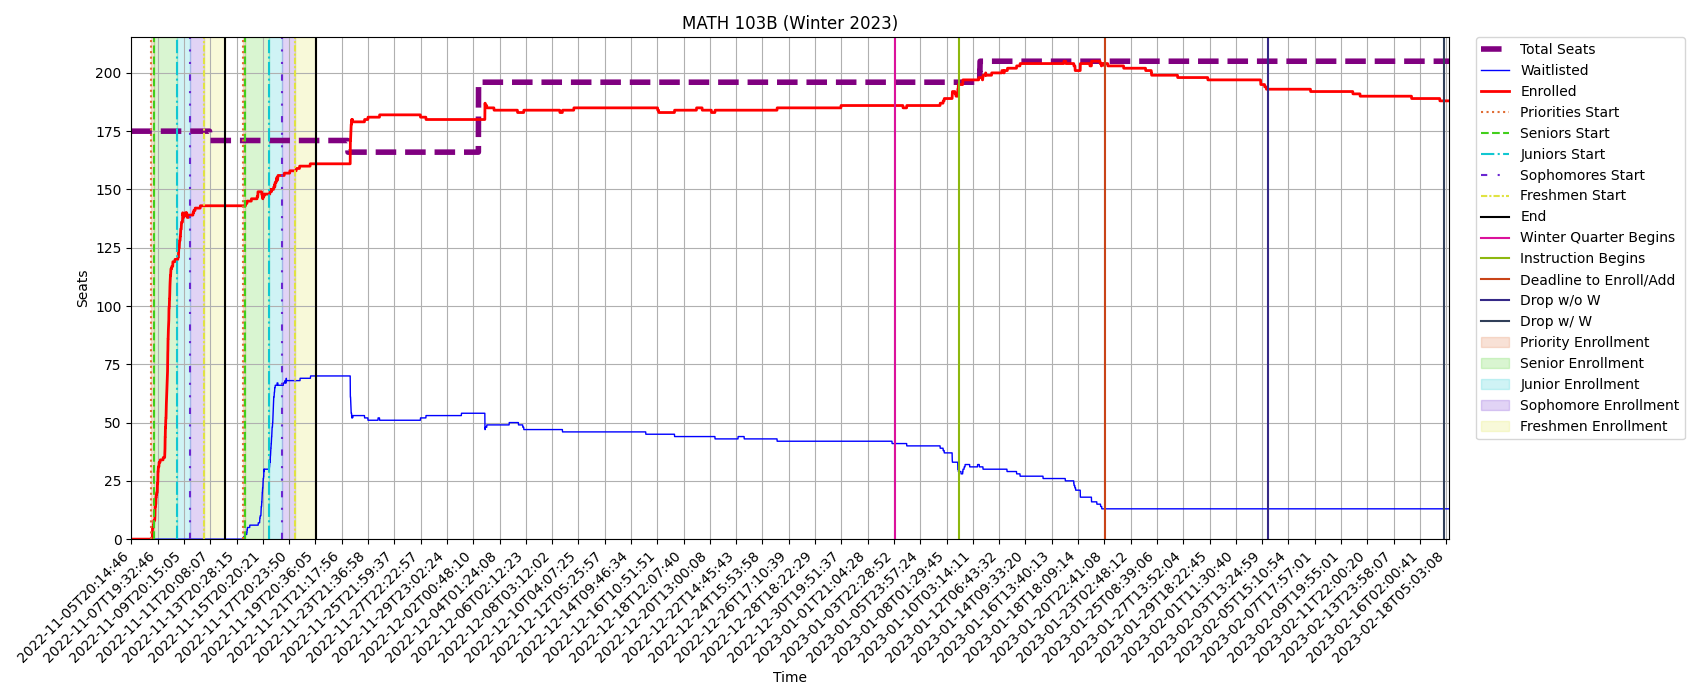 MATH 103B (Winter 2023)
Seats
200
175
150
125
100
75
50
25
0
2022-11-05T20:14:46
2022-11-07T19:32:46
2022-11-09T20:15:05
2022-11-11T20:08:07
2022-11-13T20:28:15
2022-11-15T20:20:21
2022-11-17T20:23:50
2022-11-19T20:36:05
2022-11-21T21:17:56
2022-11-23T21:36:58
2022-11-25T21:59:37
2022-11-27T22:22:57
2022-11-29T23:02:24
2022-12-02T00:48:10
2022-12-04T01:24:09
2022-12-06T02:12:23
2022-12-08T03:12:02
2022-12-10T04:07:25
2022-12-12T05:25:57
2022-12-14T09:46:34
2022-12-16T10:51:51
2022-12-18T12:07:40
2022-12-20T13:00:09
2022-12-22T14:45:43
2022-12-24T15:53:58
2022-12-26T17:10:39
2022-12-28T18:22:29
2022-12-30T19:51:37
2023-01-01T21:04:28
2023-01-03T22:28:52
2023-01-05T23:57:24
2023-01-08T01:29:45
2023-01-10T03:14:11
2023-01-12T06:43:32
2023-01-14T09:33:20
2023-01-16T13:40:13
2023-01-18T18:09:14
2023-01-20T22:41:08
2023-01-23T02:48:12
2023-01-25T08:39:06
2023-01-27T13:52:04
2023-01-29T18:22:45
2023-02-01T11:30:40
2023-02-03T13:24:59
2023-02-05T15:10:54
2023-02-07T17:57:01
2023-02-09T19:55:01
2023-02-11T22:00:20
2023-02-13T23:58:07
2023-02-16T02:00:41
2023-02-18T05:03:08
Time
Total Seats
Waitlisted
Enrolled
Priorities Start
Seniors Start
Juniors Start
Sophomores Start
Freshmen Start
End
Winter Quarter Begins
Instruction Begins
Deadline to Enroll/Add
Drop w/o W
Drop w/ W
Priority Enrollment
Senior Enrollment
Junior Enrollment
Sophomore Enrollment
Freshmen Enrollment